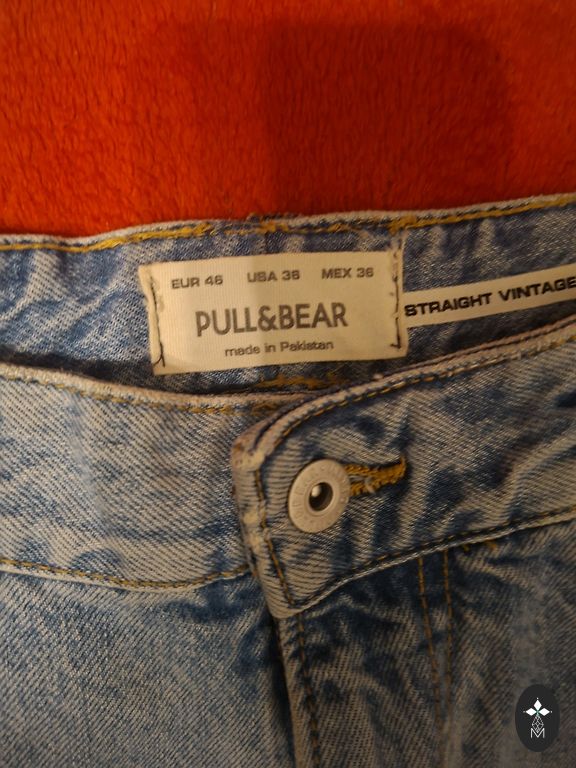 EUR 46 USA 36 MEX 36
PULL&BEAR
made in Pakistan
STRAIGHT VINTAGE
M